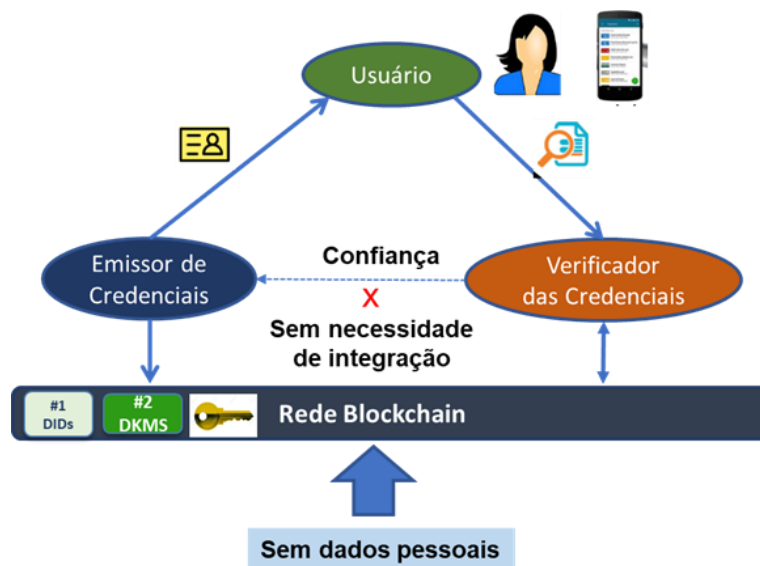 Usuário
Emissor de
Credenciais
Confiança
X
Sem necessidade
de integração
Verificador
das Credenciais
#1
DIDs
#2
DKMS
Rede Blockchain
Sem dados pessoais